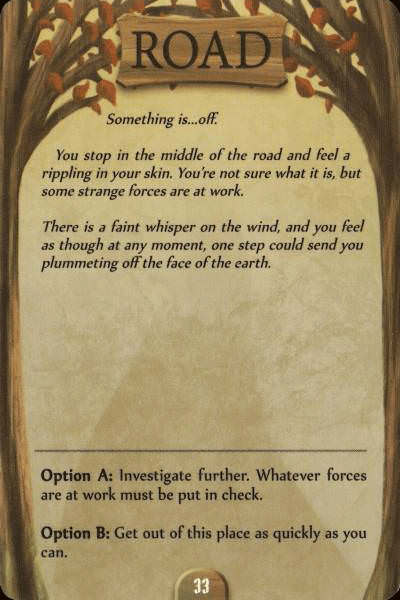 ROAD
Something is...off.
You stop in the middle of the road and feel a
rippling in your skin. You're not sure what it is, but
some strange forces are at work.
There is a faint whisper on the wind, and you feel
as though at any moment, one step could send you
plummeting off the face of the earth.
Option A: Investigate further. Whatever forces
are at work must be put in check.
Option B: Get out of this place as quickly as you
can.
33